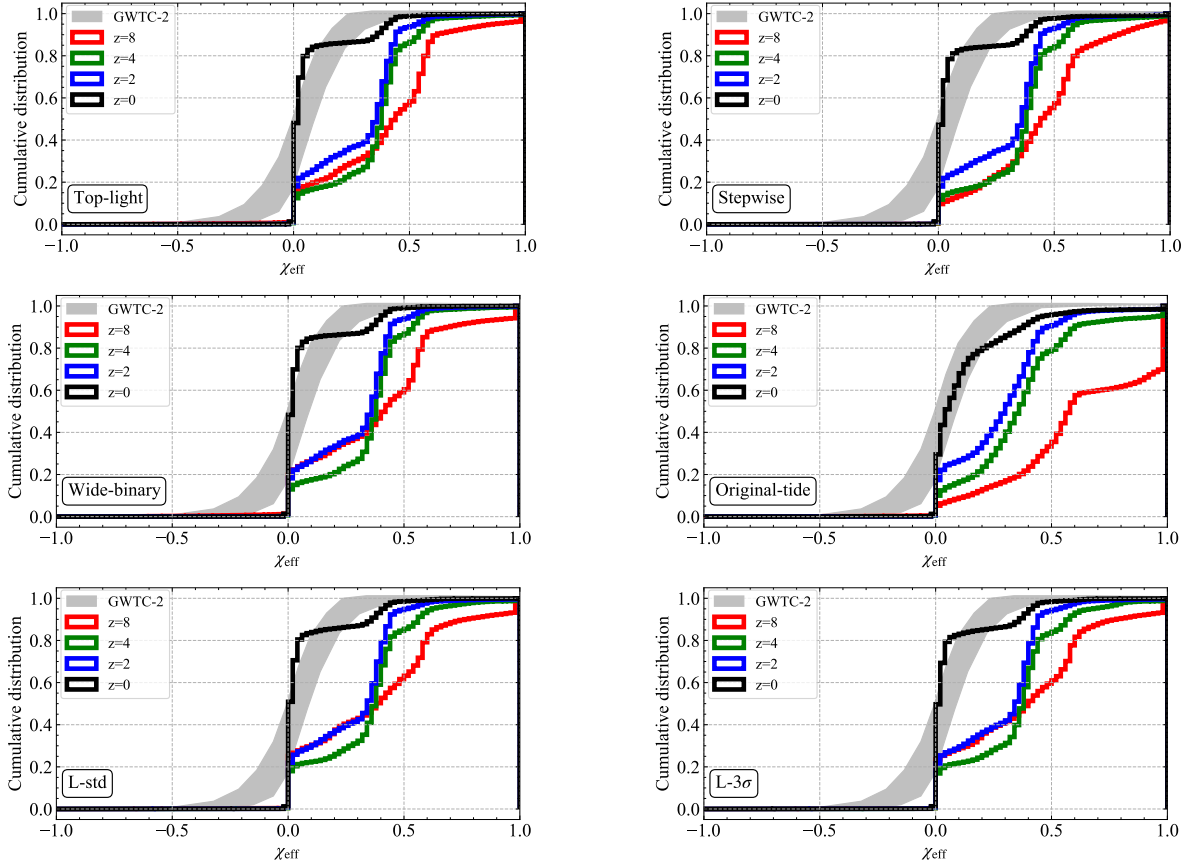 Cumulative distribution
1.0
0.8
0.6
0.4
0.2
0.0
GWTC-2
z=8
z=4
z=2
z=0
Top-light
−1.0 −0.5 0.0 0.5 1.0
χeff
Cumulative distribution
1.0
0.8
0.6
0.4
0.2
0.0
GWTC-2
z=8
z=4
z=2
z=0
Stepwise
−1.0 −0.5 0.0 0.5 1.0
χeff
Cumulative distribution
1.0
0.8
0.6
0.4
0.2
0.0
GWTC-2
z=8
z=4
z=2
z=0
Wide-binary
−1.0 −0.5 0.0 0.5 1.0
χeff
Cumulative distribution
1.0
0.8
0.6
0.4
0.2
0.0
GWTC-2
z=8
z=4
z=2
z=0
Original-tide
−1.0 −0.5 0.0 0.5 1.0
χeff
Cumulative distribution
1.0
0.8
0.6
0.4
0.2
0.0
GWTC-2
z=8
z=4
z=2
z=0
L-std
−1.0 −0.5 0.0 0.5 1.0
χeff
Cumulative distribution
1.0
0.8
0.6
0.4
0.2
0.0
GWTC-2
z=8
z=4
z=2
z=0
L-3σ
−1.0 −0.5 0.0 0.5 1.0
χeff